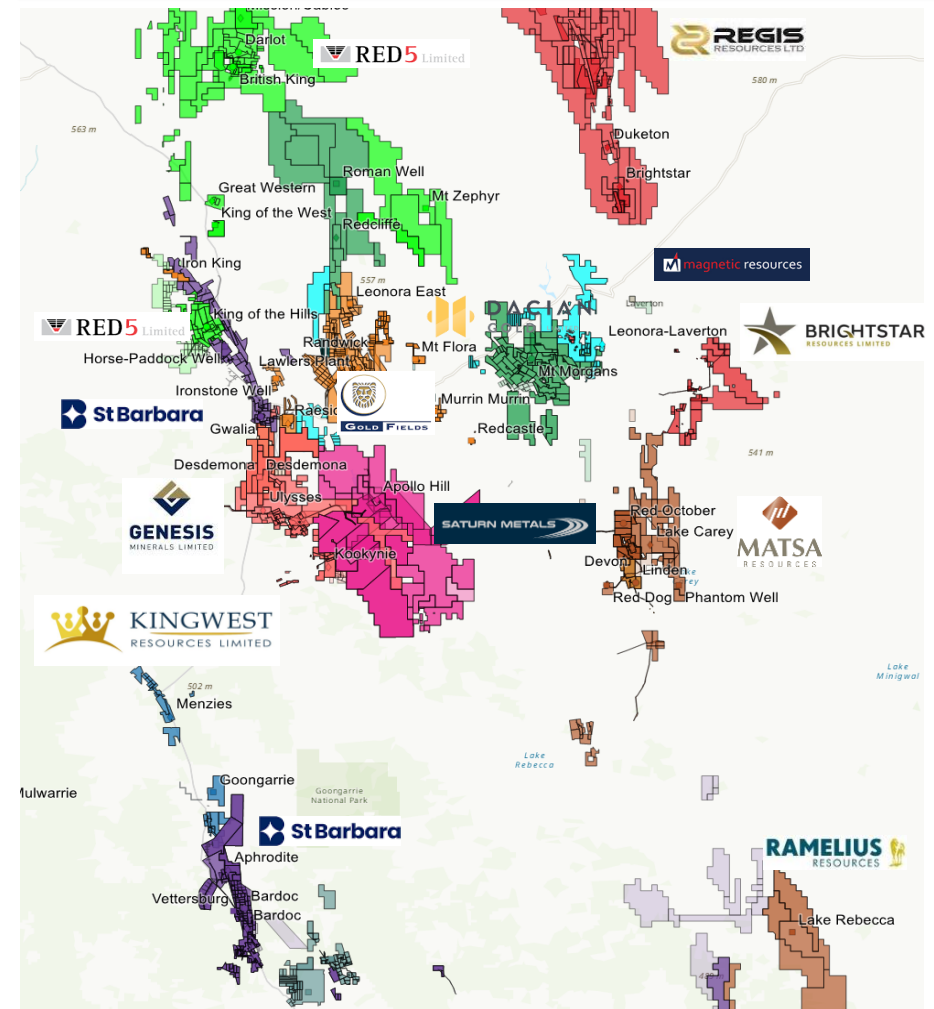 Darlot
RED5 Limited
REGIS
RESOURCES LTD
British King
580 m
563 m
Duketon
Roman Well
Brightstar
Great Western
Mt Zephyr
King of the West
Redcliffe
Iron King
magnetic resources
557 m
Leonora East
DACIAN
Laverton
King of the Hills
RED5 Limited
Leonora-Laverton
BRIGHTSTAR
RESOURCES LIMITED
Randwick
Mt Flora
Horse-Paddock Well
Lawlers Plant
Mt Morgans
Ironstone Well
Murrin Murrin
St Barbara
Raesid
GOLD FIELDS
Gwalia
Redcastle
541 m
Desdemona
Desdemona
Apollo Hill
Ulysses
Red October
SATURN METALS
GENESIS
MINERALS LIMITED
Lake Carey
MATSA
RESOURCES
Kookynie
Devon
Linden
Red Dog
Phantom Well
KINGWEST
RESOURCES LIMITED
Lake
Minigwal
502 m
Menzies
Lake
Rebecca
Goongarrie
Mulwarrie
Goongarrie
National Park
St Barbara
RAMELIUS
RESOURCES
Aphrodite
Vettersburg
Bardoc
Bardoc
Lake Rebecca